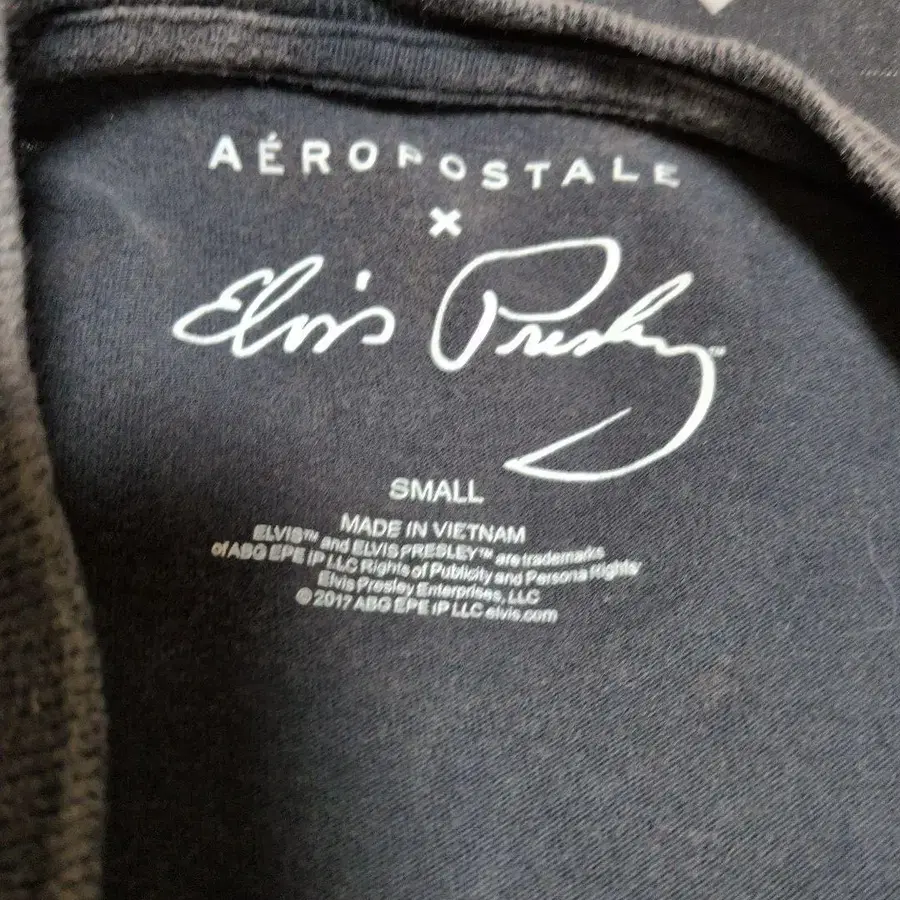 AÉROPOSTALE
×
Elvis Presley™
SMALL
MADE IN VIETNAM
ELVIS™ and ELVIS PRESLEY™ are trademarks
of ABG EPE IP LLC Rights of Publicity and Persona Rights
Elvis Presley Enterprises, LLC
© 2017 ABG EPE IP LLC elvis.com